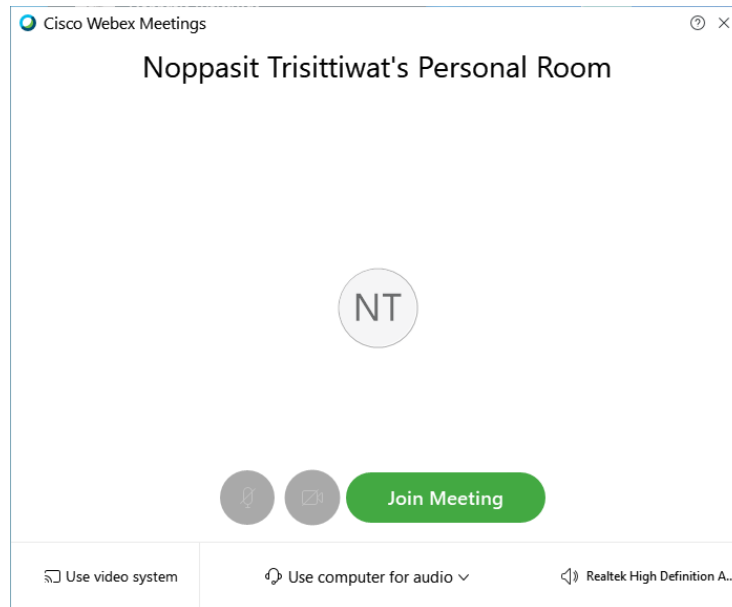 Cisco Webex Meetings
Noppasit Trisittiwat's Personal Room
NT
Join Meeting
Use video system
Use computer for audio
Realtek High Definition A..